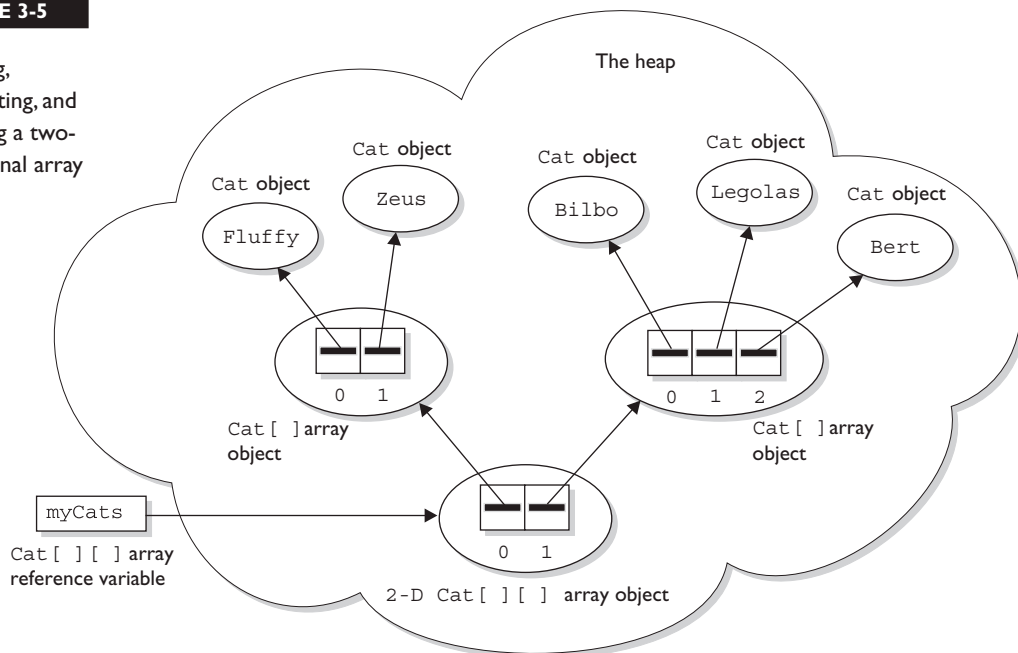 E 3-5
g,
ting, and
g a two-
nal array
The heap
Cat object
Zeus
Cat object
Fluffy
Cat object
Bilbo
Cat object
Legolas
Cat object
Bert
0 1
Cat [ ] array
object
0 1 2
Cat [ ] array
object
myCats
Cat [ ] [ ] array
reference variable
0 1
2-D Cat [ ] [ ] array object